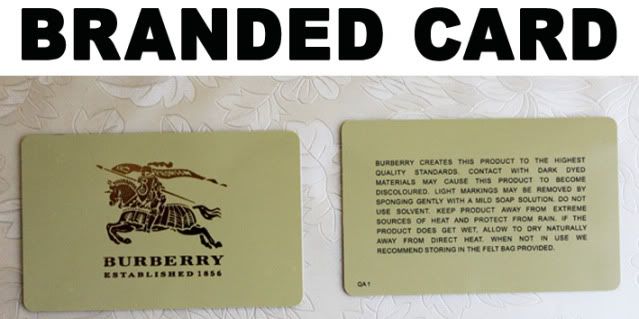 BRANDED CARD
BURBERRY
ESTABLISHED 1856
BURBERRY CREATES THIS PRODUCT TO THE HIGHEST
QUALITY STANDARDS. CONTACT WITH DARK DYED
MATERIALS MAY CAUSE THIS PRODUCT TO BECOME
DISCOLOURED. LIGHT MARKINGS MAY BE REMOVED BY
SPONGING GENTLY WITH A MILD SOAP SOLUTION. DO NOT
USE SOLVENT. KEEP PRODUCT AWAY FROM EXTREME
SOURCES OF HEAT AND PROTECT FROM RAIN. IF THE
PRODUCT DOES GET WET, ALLOW TO DRY NATURALLY
AWAY FROM DIRECT HEAT. WHEN NOT IN USE WE
RECOMMEND STORING IN THE FELT BAG PROVIDED.
QA1